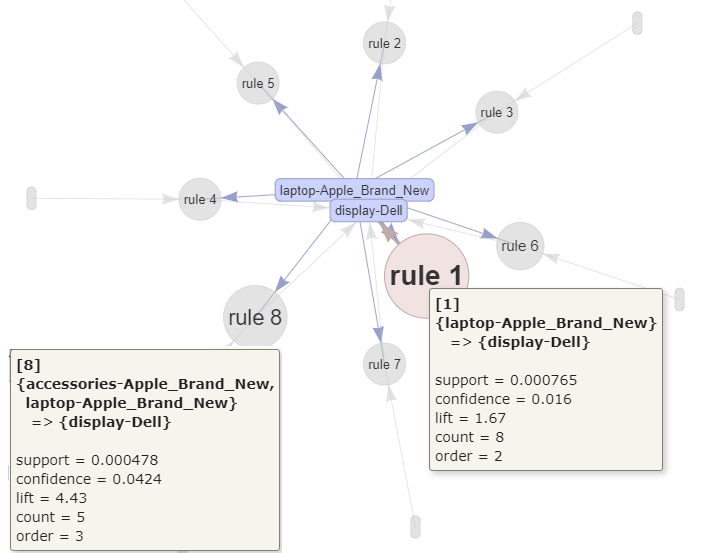 rule 2
rule 5
rule 3
laptop-Apple_Brand_New
rule 4
display-Dell
rule 6
rule 1
rule 8
rule 7
[1]
{laptop-Apple_Brand_New}
=> {display-Dell}
support = 0.000765
confidence = 0.016
lift = 1.67
count = 8
order = 2
[8]
{accessories-Apple_Brand_New,
laptop-Apple_Brand_New}
=> {display-Dell}
support = 0.000478
confidence = 0.0424
lift = 4.43
count = 5
order = 3